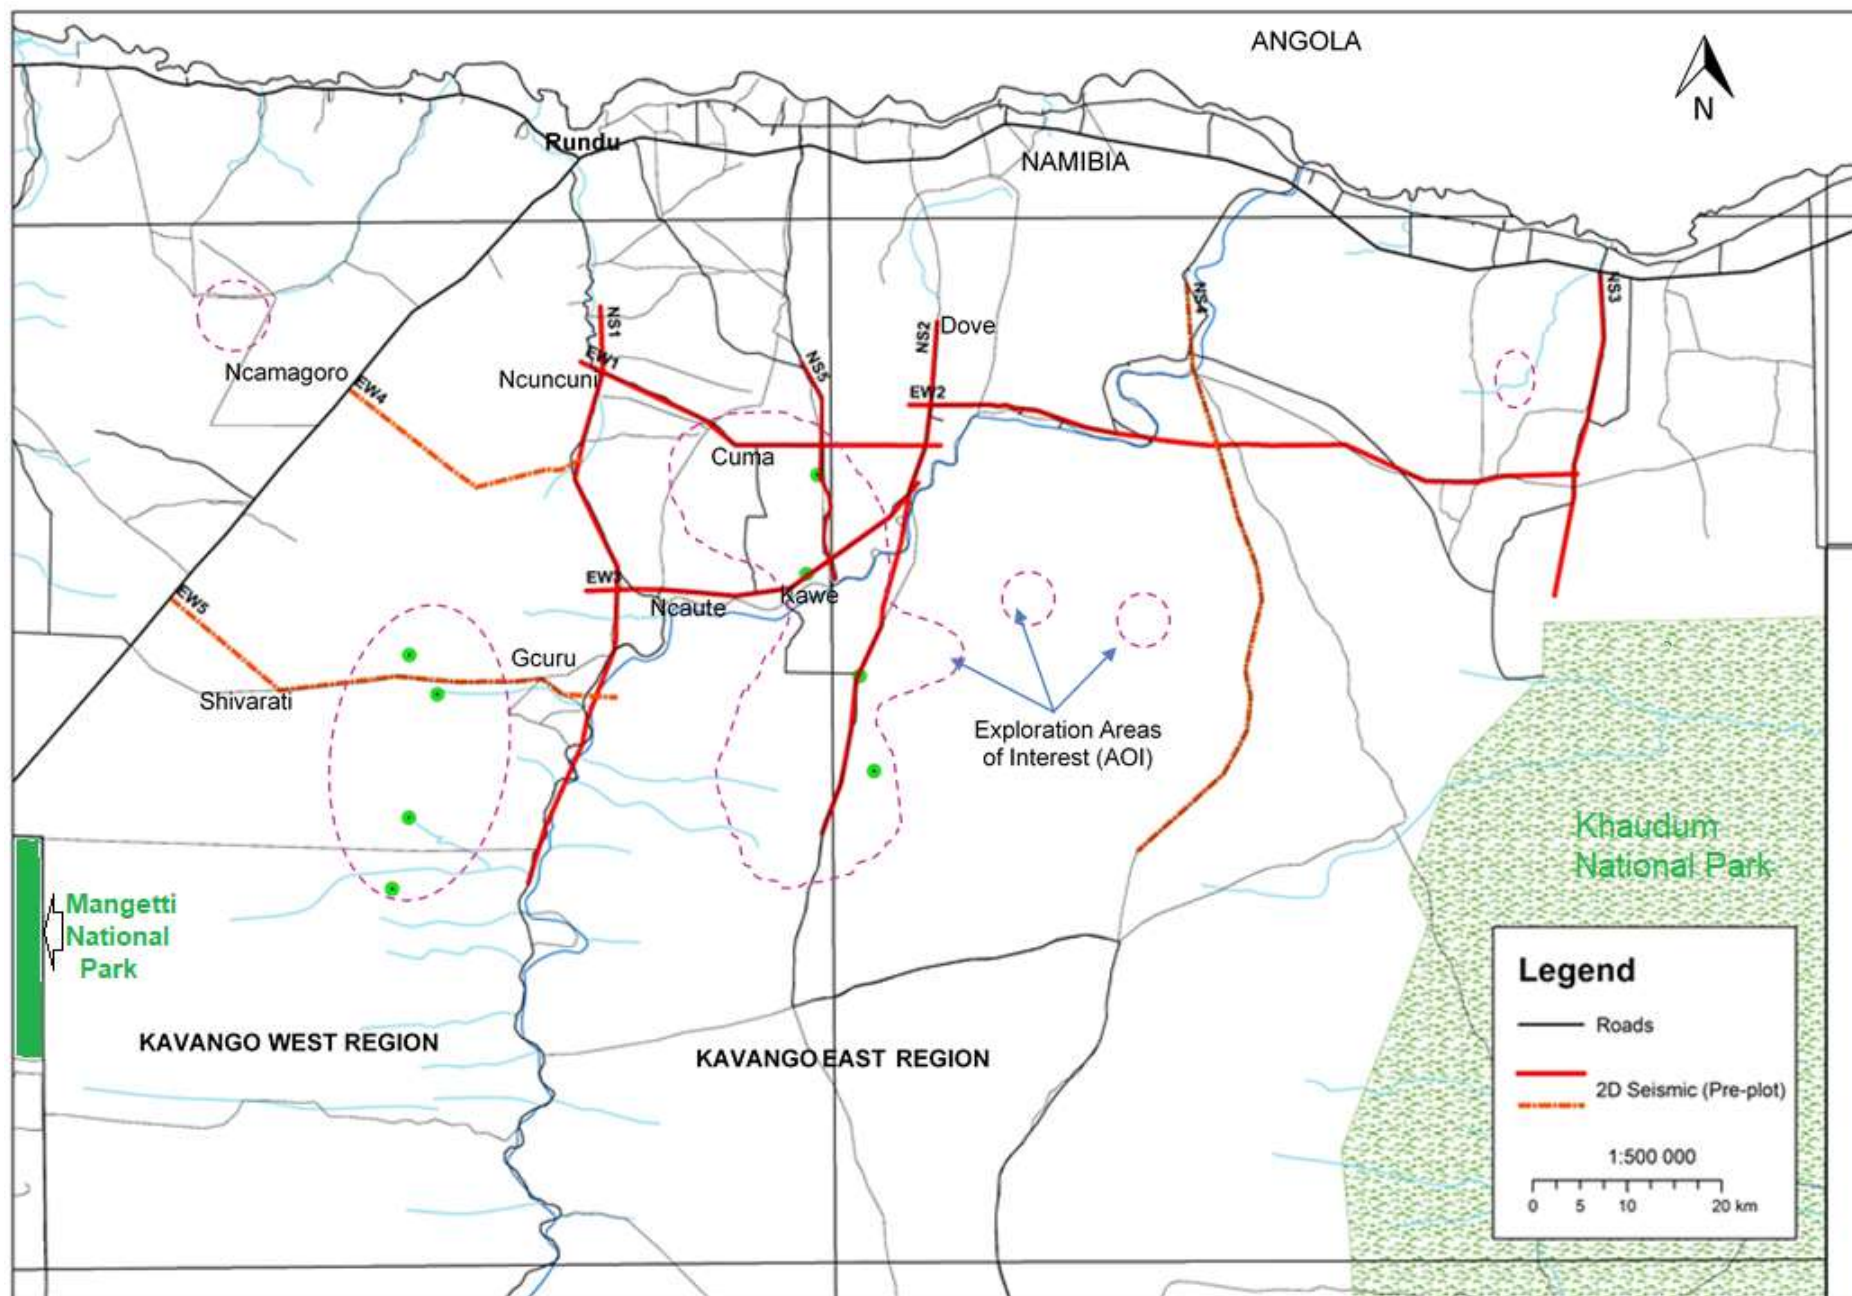 ANGOLA
N
Rundu
NAMIBIA
NS3
NS4
NS1
NS2
Dove
EW1
NS5
Ncamagoro
EW4
Ncuncuni
EW2
Cuma
EW3
Ncaute
Kawe
EW5
Gcuru
Shivarati
Exploration Areas
of Interest (AOI)
Khaudum
National Park
Mangetti
National
Park
KAVANGO WEST REGION
KAVANGO EAST REGION
Legend
Roads
2D Seismic (Pre-plot)
1:500 000
0 5 10 20 km